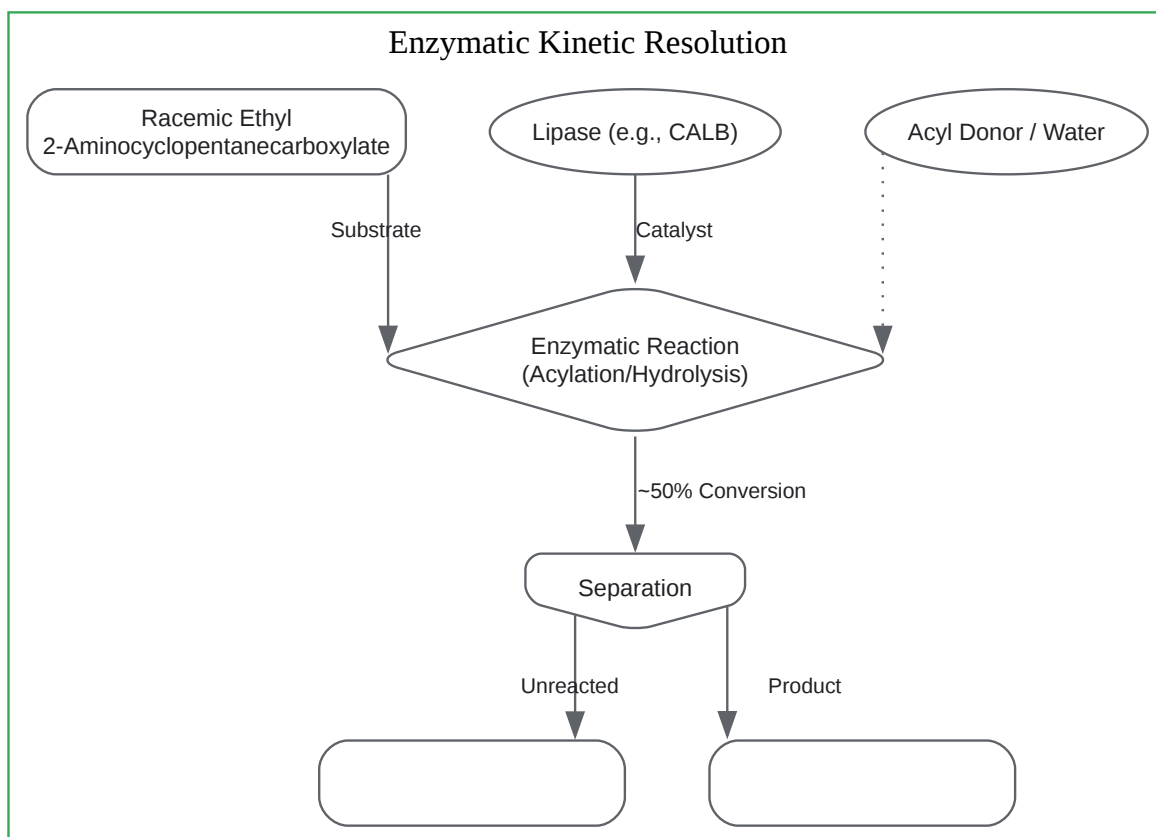 Enzymatic Kinetic Resolution
Racemic Ethyl
2-Aminocyclopentanecarboxylate
Lipase (e.g., CALB)
Acyl Donor / Water
Substrate
Catalyst
Enzymatic Reaction
(Acylation/Hydrolysis)
~50% Conversion
Separation
Unreacted
Product